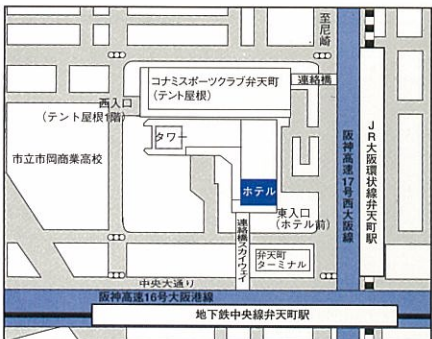 至尼崎
コナミスポーツクラブ弁天町
(テント屋根)
連絡橋
西入口
(テント屋根1階)
タワー
市立市岡商業高校
ホテル
東入口
(ホテル前)
連絡橋スカイウェイ
弁天町
ターミナル
阪神高速17号西大阪線
JR大阪環状線弁天町駅
中央大通り
阪神高速16号大阪港線
地下鉄中央線弁天町駅